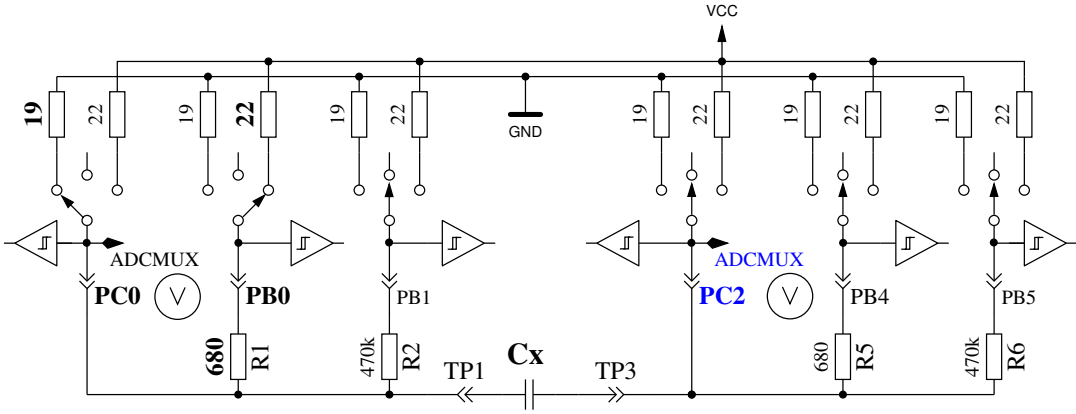 VCC
19 22 19 22 19 22 GND 19 22 19 22 19 22
ADCMUX ADCMUX
PC0 V PB0 PB1 PC2 V PB4 PB5
680 R1 470k R2 680 R5 470k R6
TP1 Cx TP3